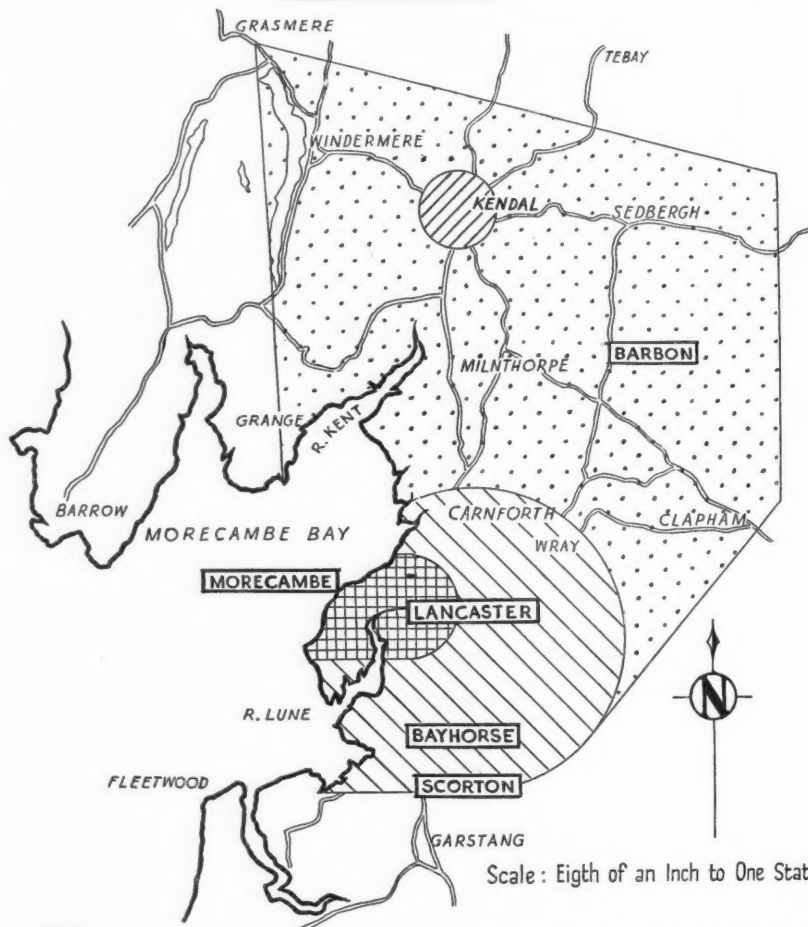 GRASMERE
TEBAY
WINDERMERE
KENDAL
SEDBERGH
BARBON
MILNTHORPE
GRANGE
R. KENT
BARROW
CARNFORTH
CLAPHAM
MORECAMBE BAY
WRAY
MORECAMBE
LANCASTER
N
R. LUNE
BAYHORSE
FLEETWOOD
SCORTON
GARSTANG
Scale : Eigth of an Inch to One Stat